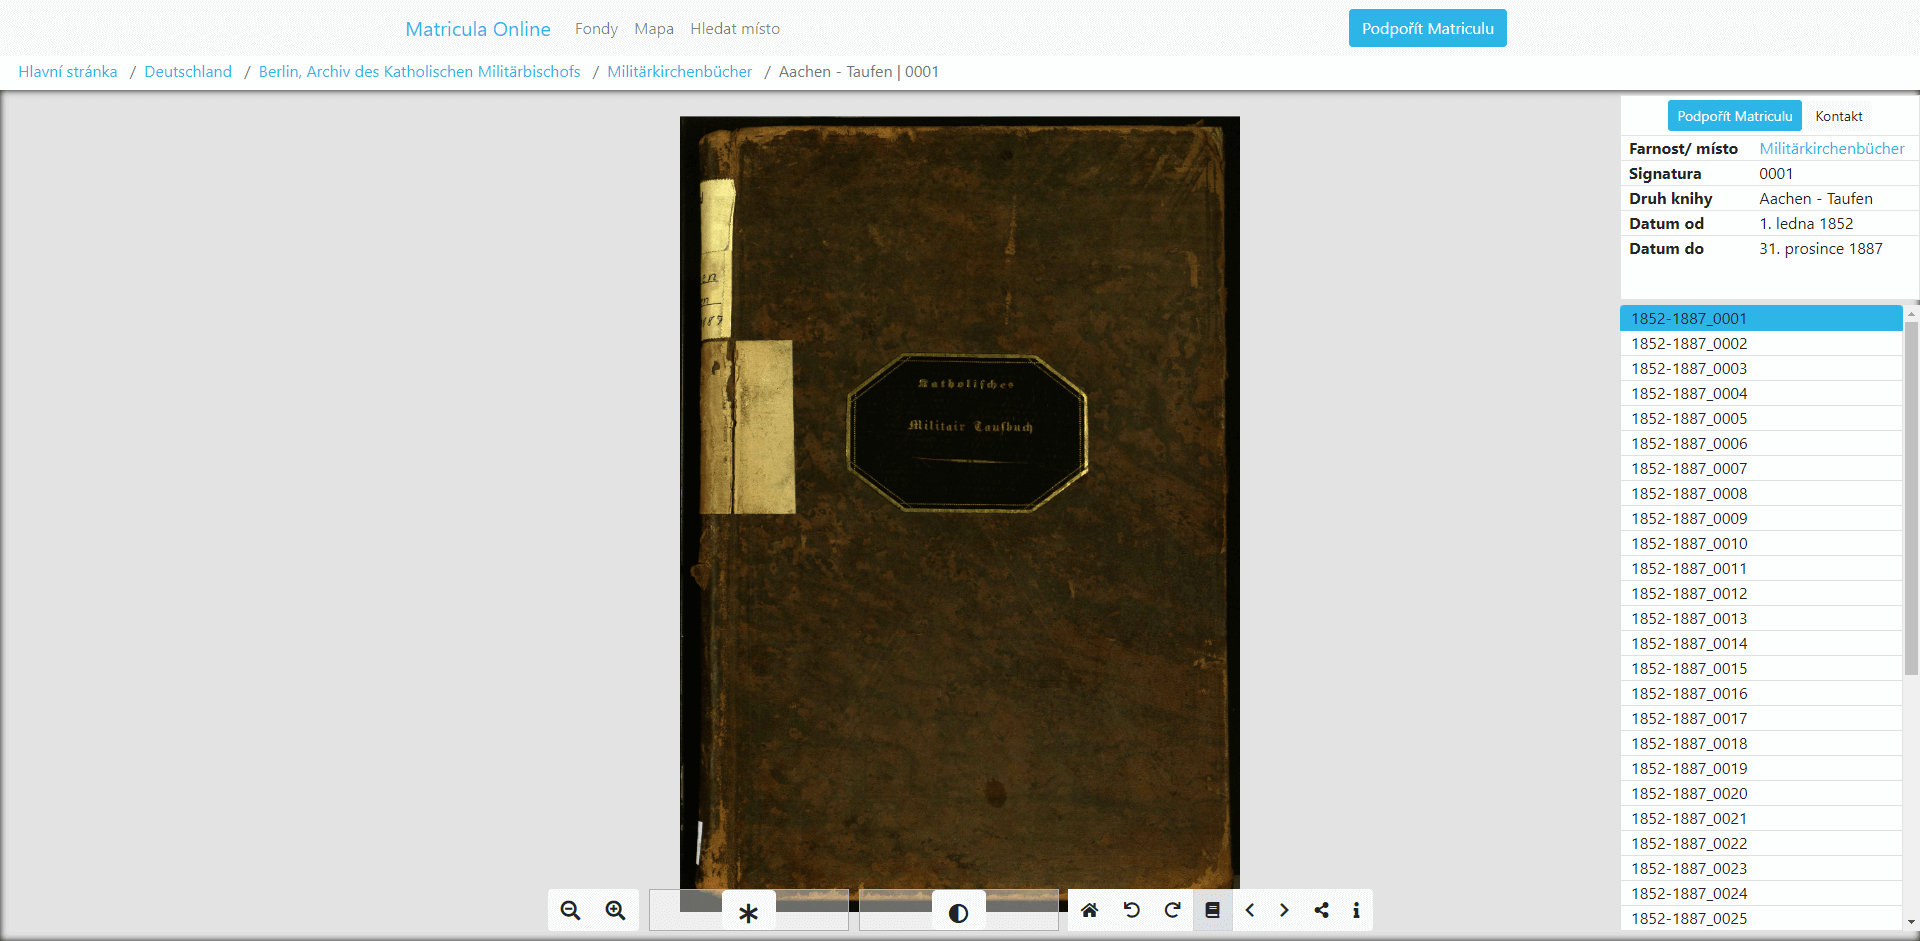 Matricula Online Fondy Mapa Hledat místo Podpořit Matriculu
Hlavní stránka / Deutschland / Berlin, Archiv des Katholischen Militärbischofs / Militärkirchenbücher / Aachen - Taufen | 0001
Podpořit Matriculu Kontakt
Farnost/ místo Militärkirchenbücher
Signatura 0001
Druh knihy Aachen - Taufen
Datum od 1. ledna 1852
Datum do 31. prosince 1887
Katholisches
Militair Taufbuch
1852-1887_0001
1852-1887_0002
1852-1887_0003
1852-1887_0004
1852-1887_0005
1852-1887_0006
1852-1887_0007
1852-1887_0008
1852-1887_0009
1852-1887_0010
1852-1887_0011
1852-1887_0012
1852-1887_0013
1852-1887_0014
1852-1887_0015
1852-1887_0016
1852-1887_0017
1852-1887_0018
1852-1887_0019
1852-1887_0020
1852-1887_0021
1852-1887_0022
1852-1887_0023
1852-1887_0024
1852-1887_0025